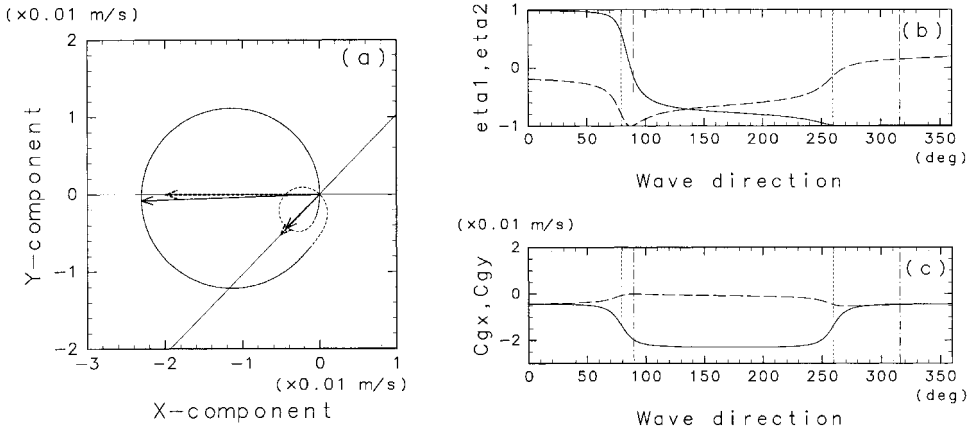 (×0.01 m/s)
2
1
0
−1
−2
−3
−2
−1
0
1
(a)
Y−component
(×0.01 m/s)
X−component
1
0
−1
eta1,eta2
(b)
0
50
100
150
200
250
300
350
(deg)
Wave direction
(×0.01 m/s)
2
0
−2
Cgx,Cgy
(c)
0
50
100
150
200
250
300
350
(deg)
Wave direction